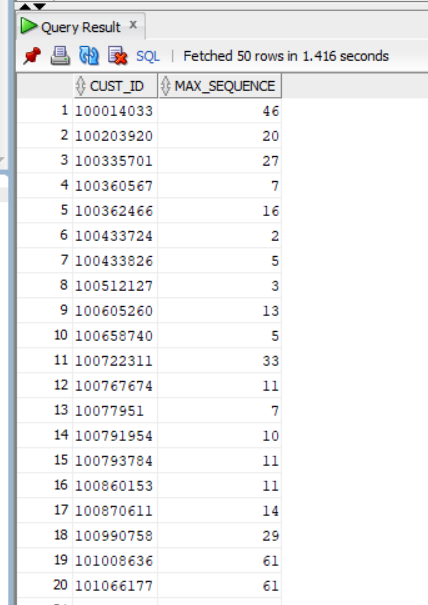 Query Result ×
SQL | Fetched 50 rows in 1.416 seconds
CUST_ID MAX_SEQUENCE
1 100014033 46
2 100203920 20
3 100335701 27
4 100360567 7
5 100362466 16
6 100433724 2
7 100433826 5
8 100512127 3
9 100605260 13
10 100658740 5
11 100722311 33
12 100767674 11
13 10077951 7
14 100791954 10
15 100793784 11
16 100860153 11
17 100870611 14
18 100990758 29
19 101008636 61
20 101066177 61